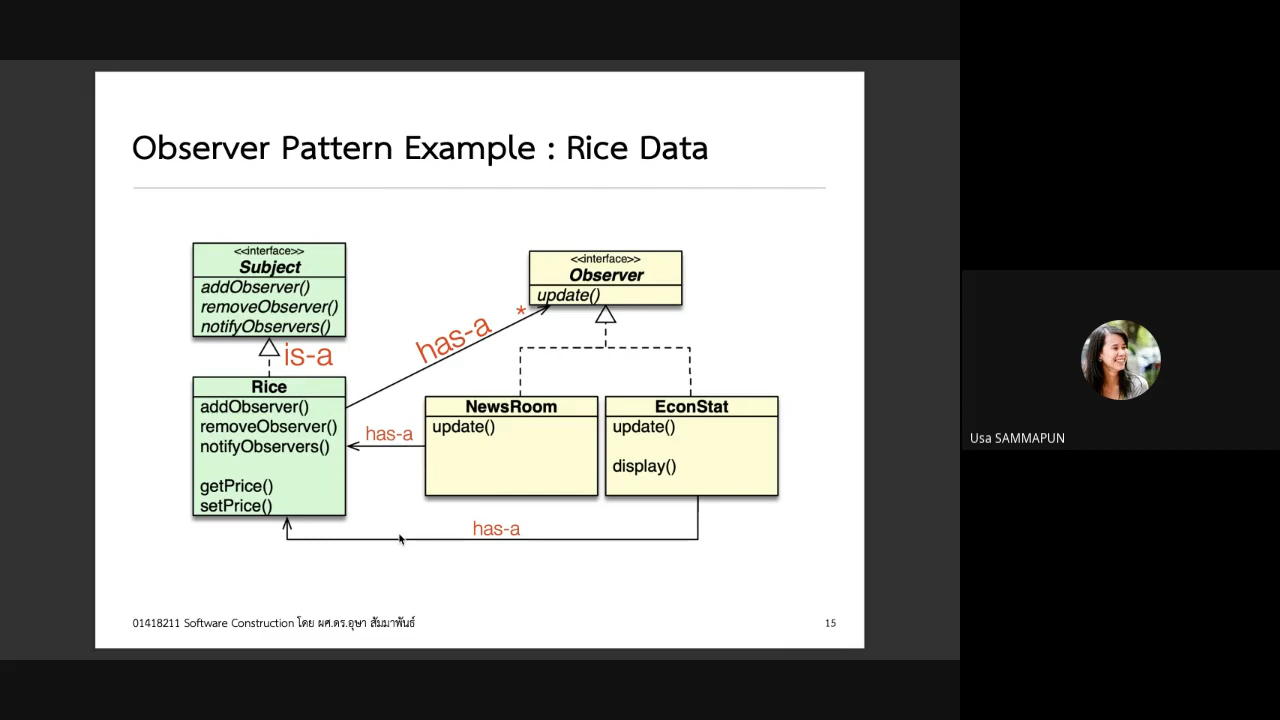 Observer Pattern Example : Rice Data
<<interface>>
Subject
addObserver()
removeObserver()
notifyObservers()
<<interface>>
Observer
update()
*
has-a
is-a
Rice
addObserver()
removeObserver()
notifyObservers()
getPrice()
setPrice()
has-a
NewsRoom
update()
EconStat
update()
display()
has-a
01418211 Software Construction โดย ผศ.ดร.อุษา สัมมาพันธ์
15
Usa SAMMAPUN